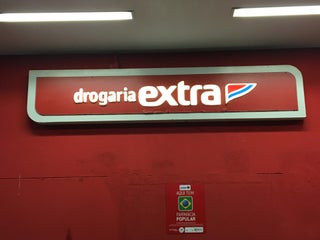 drogaria extra
AQUI TEM
FARMÁCIA
POPULAR